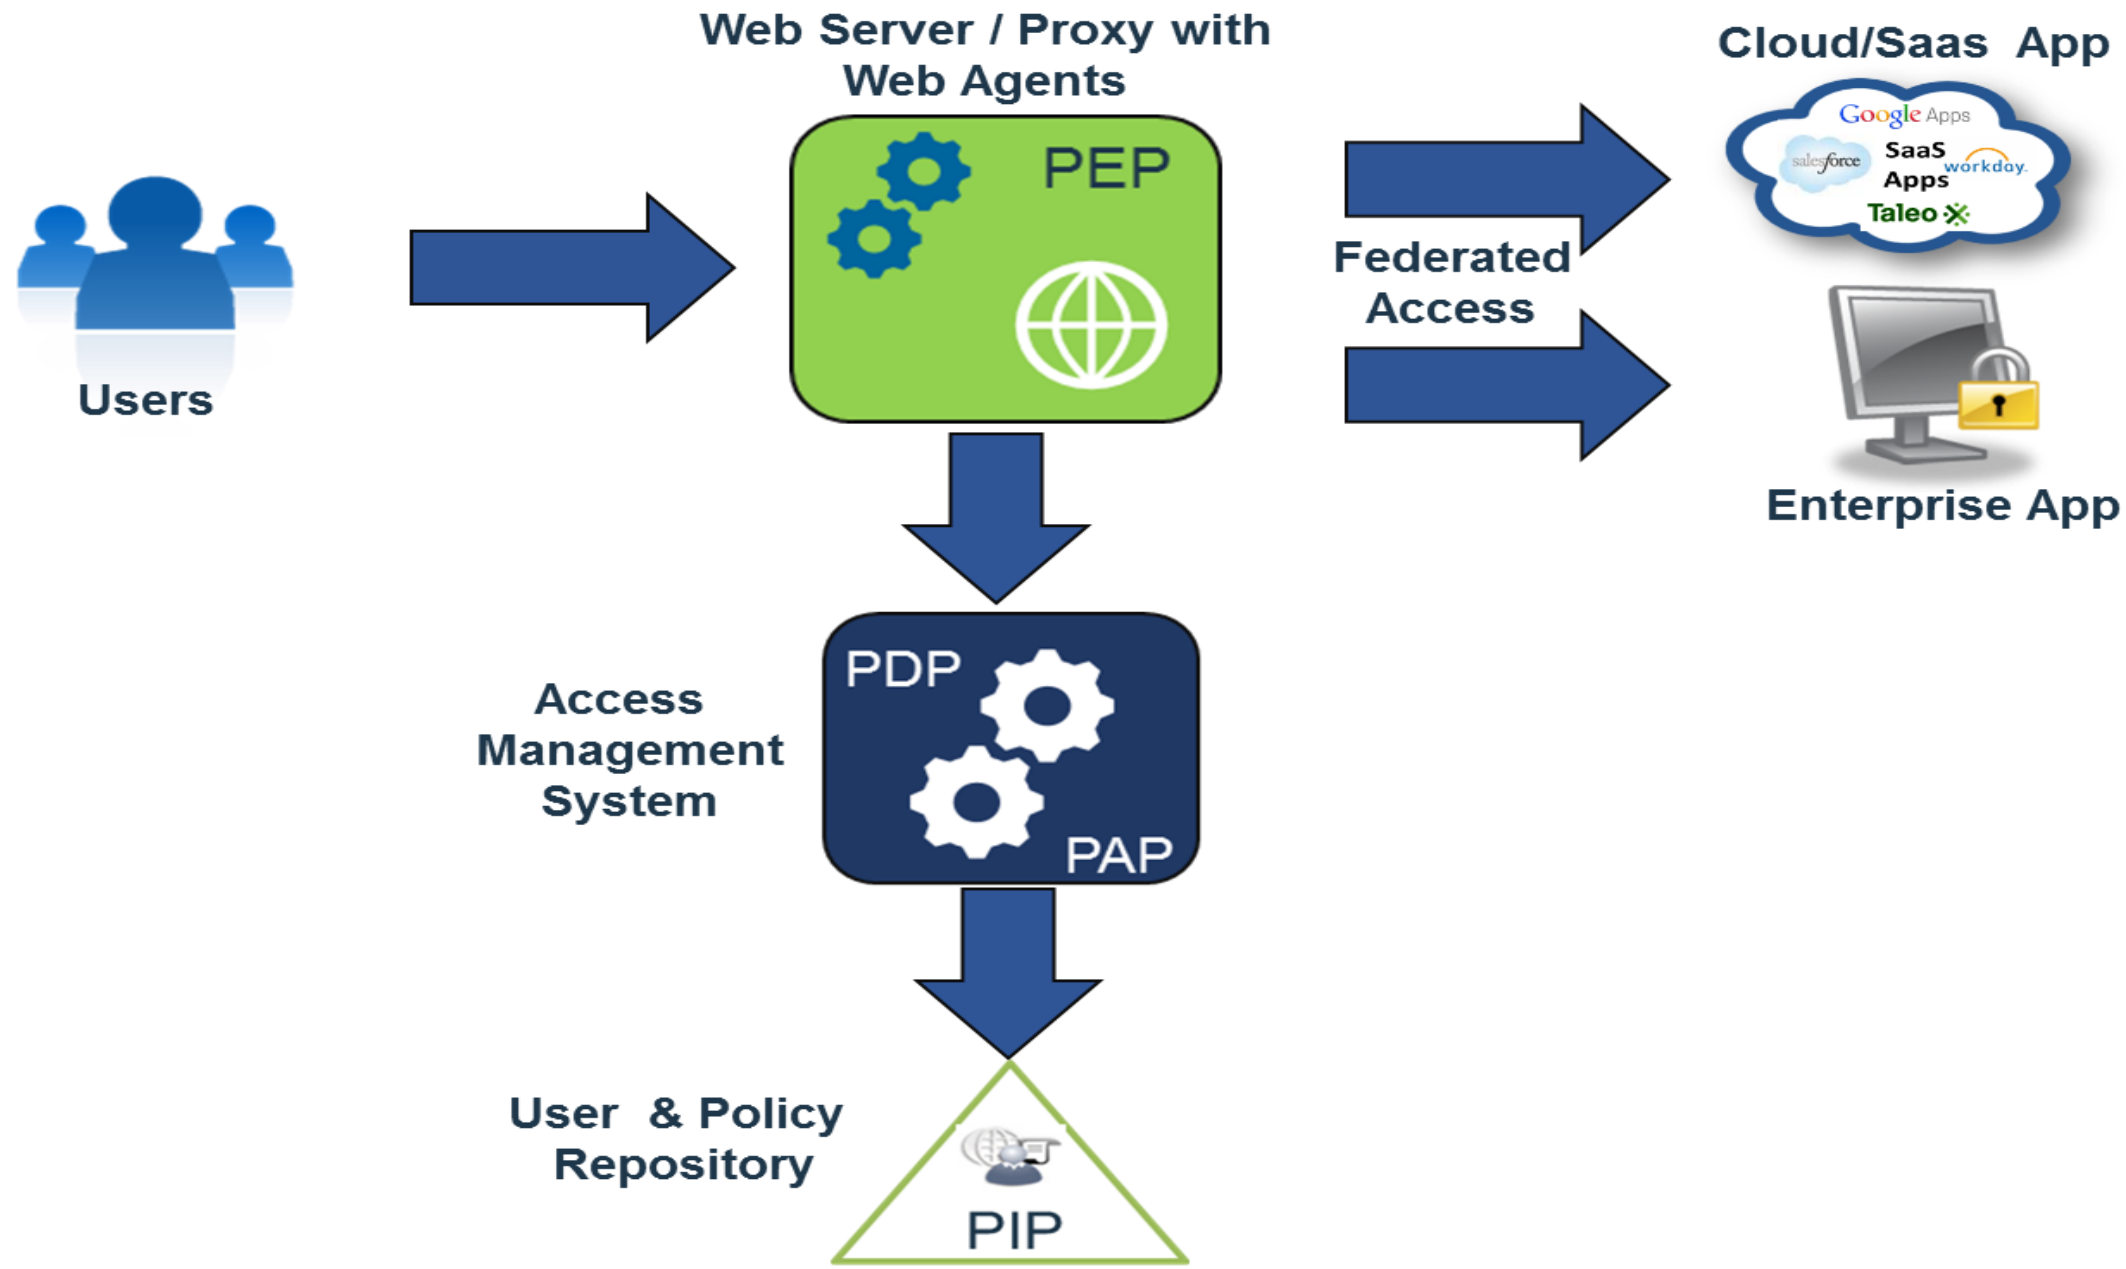 Web Server / Proxy with
Web Agents
Cloud/Saas App
Google Apps
salesforce
SaaS
Apps
workday.
Taleo
PEP
Federated
Access
Users
Enterprise App
PDP
Access
Management
System
PAP
User & Policy
Repository
PIP